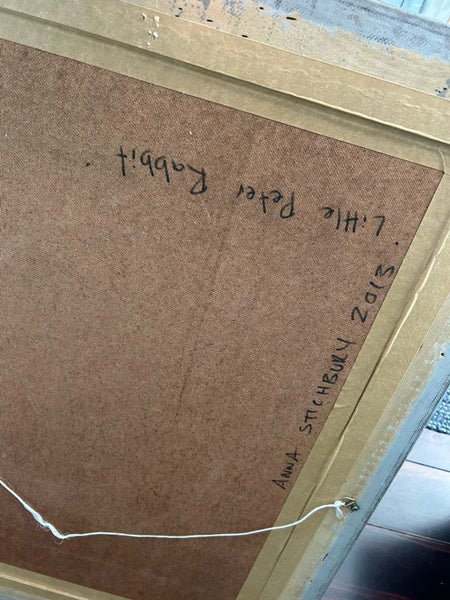 "Little Peter Rabbit"
ANNA STICHBURY 2013